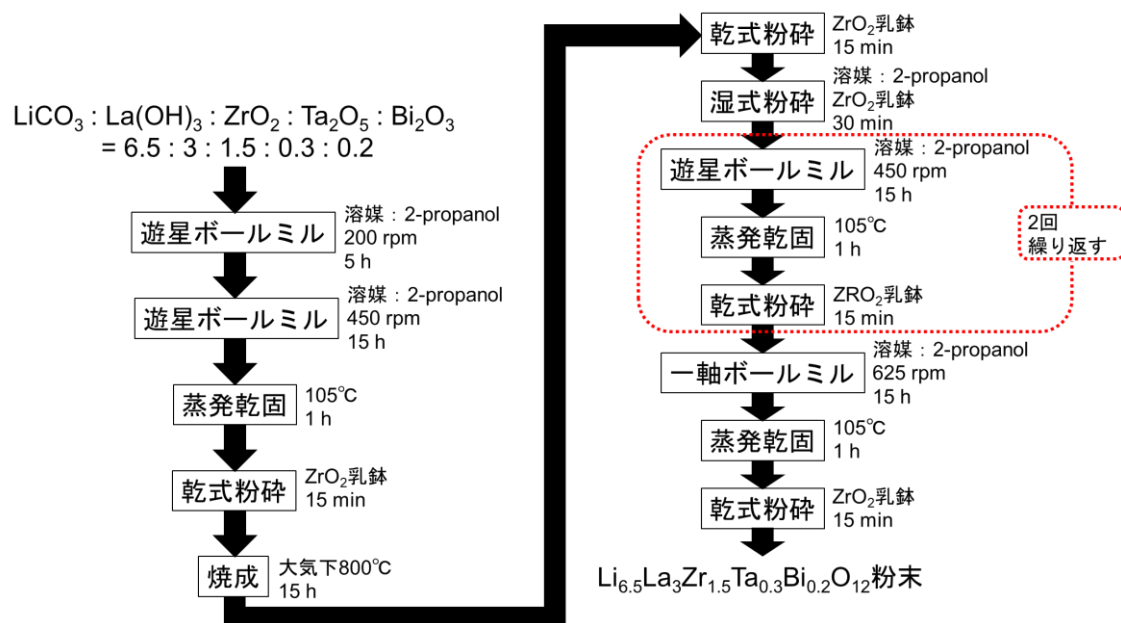 LiCO₃ : La(OH)₃ : ZrO₂ : Ta₂O₅ : Bi₂O₃
= 6.5 : 3 : 1.5 : 0.3 : 0.2
遊星ボールミル
溶媒：2-propanol
200 rpm
5 h
遊星ボールミル
溶媒：2-propanol
450 rpm
15 h
蒸発乾固
105℃
1 h
乾式粉砕
ZrO₂乳鉢
15 min
焼成
大気下800℃
15 h
乾式粉砕
ZrO₂乳鉢
15 min
湿式粉砕
溶媒：2-propanol
ZrO₂乳鉢
30 min
遊星ボールミル
溶媒：2-propanol
450 rpm
15 h
蒸発乾固
105℃
1 h
乾式粉砕
ZRO₂乳鉢
15 min
2回
繰り返す
一軸ボールミル
溶媒：2-propanol
625 rpm
15 h
蒸発乾固
105℃
1 h
乾式粉砕
ZrO₂乳鉢
15 min
Li₆.₅La₃Zr₁.₅Ta₀.₃Bi₀.₂O₁₂粉末